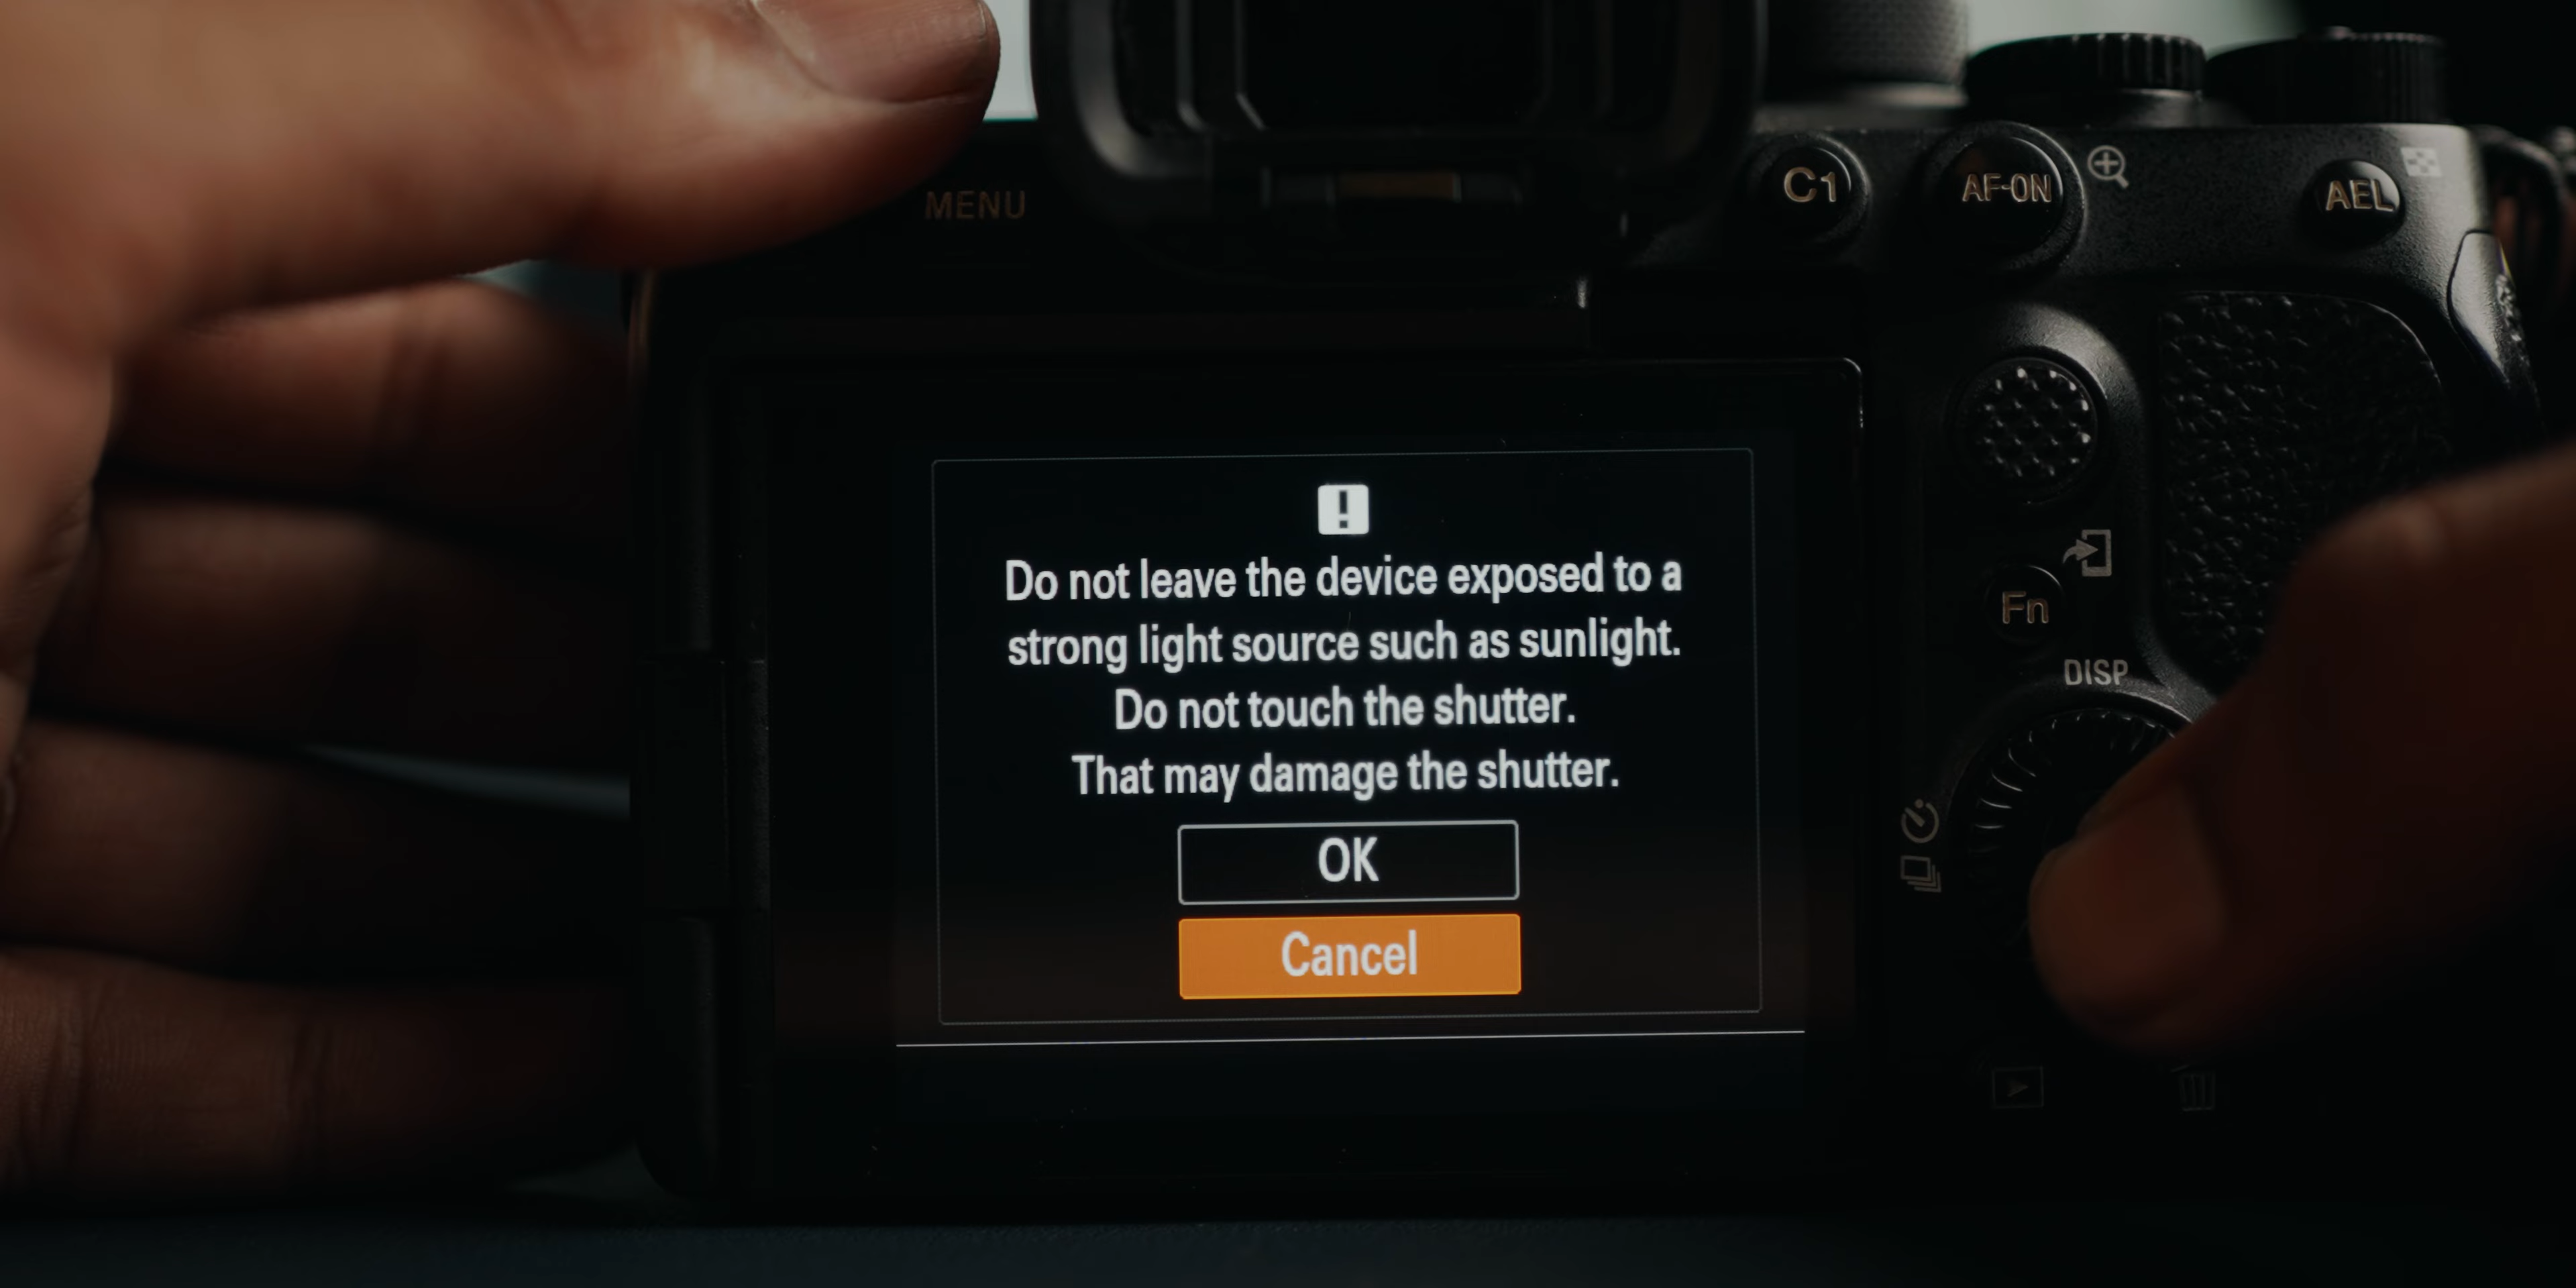 MENU
C1
AF-ON
AEL
!
Do not leave the device exposed to a
strong light source such as sunlight.
Do not touch the shutter.
That may damage the shutter.
OK
Cancel
Fn
DISP